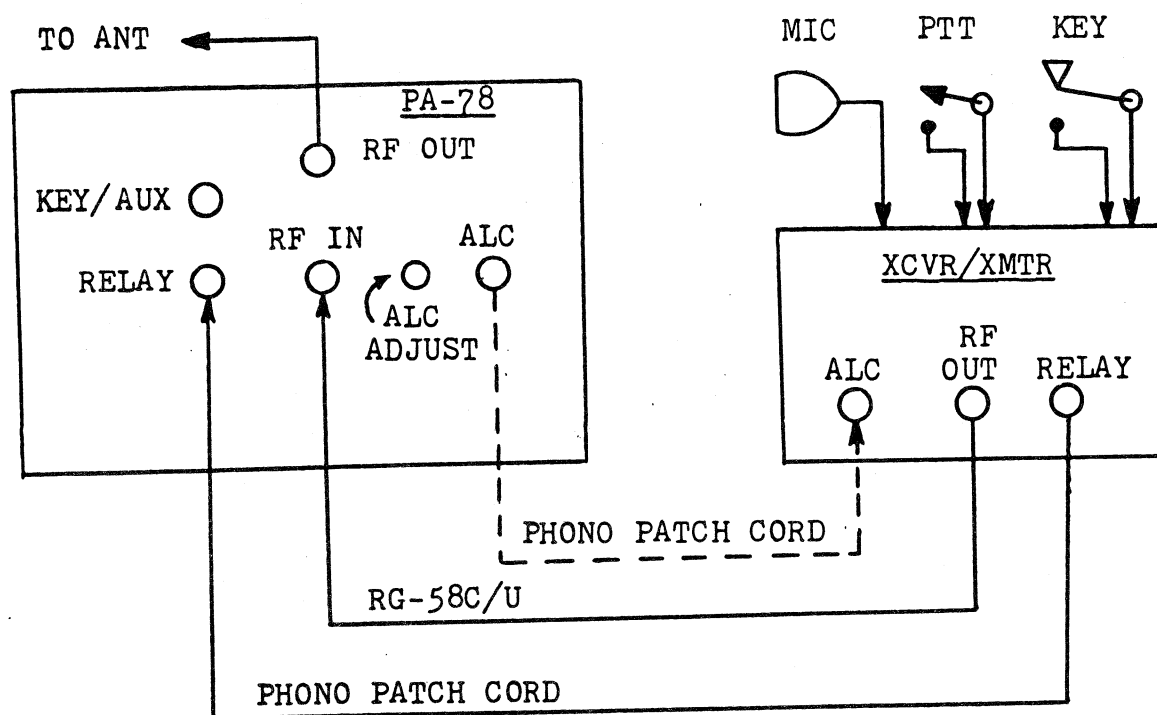 TO ANT
PA-78
RF OUT
KEY/AUX
RF IN
ALC
RELAY
ALC
ADJUST
MIC
PTT
KEY
XCVR/XMTR
ALC
RF
OUT
RELAY
PHONO PATCH CORD
RG-58C/U
PHONO PATCH CORD